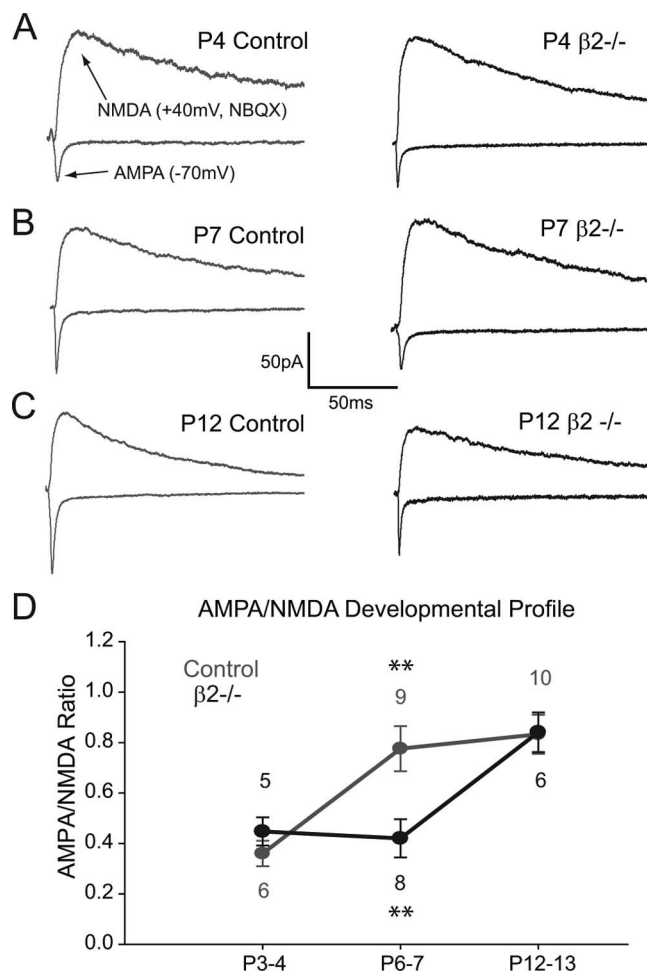 A
P4 Control
P4 β2-/-
NMDA (+40mV, NBQX)
AMPA (-70mV)
B
P7 Control
P7 β2-/-
50pA
50ms
C
P12 Control
P12 β2 -/-
D
AMPA/NMDA Developmental Profile
AMPA/NMDA Ratio
1.2
1.0
0.8
0.6
0.4
0.2
0.0
Control
β2-/-
**
9
10
5
6
8
6
**
P3-4
P6-7
P12-13